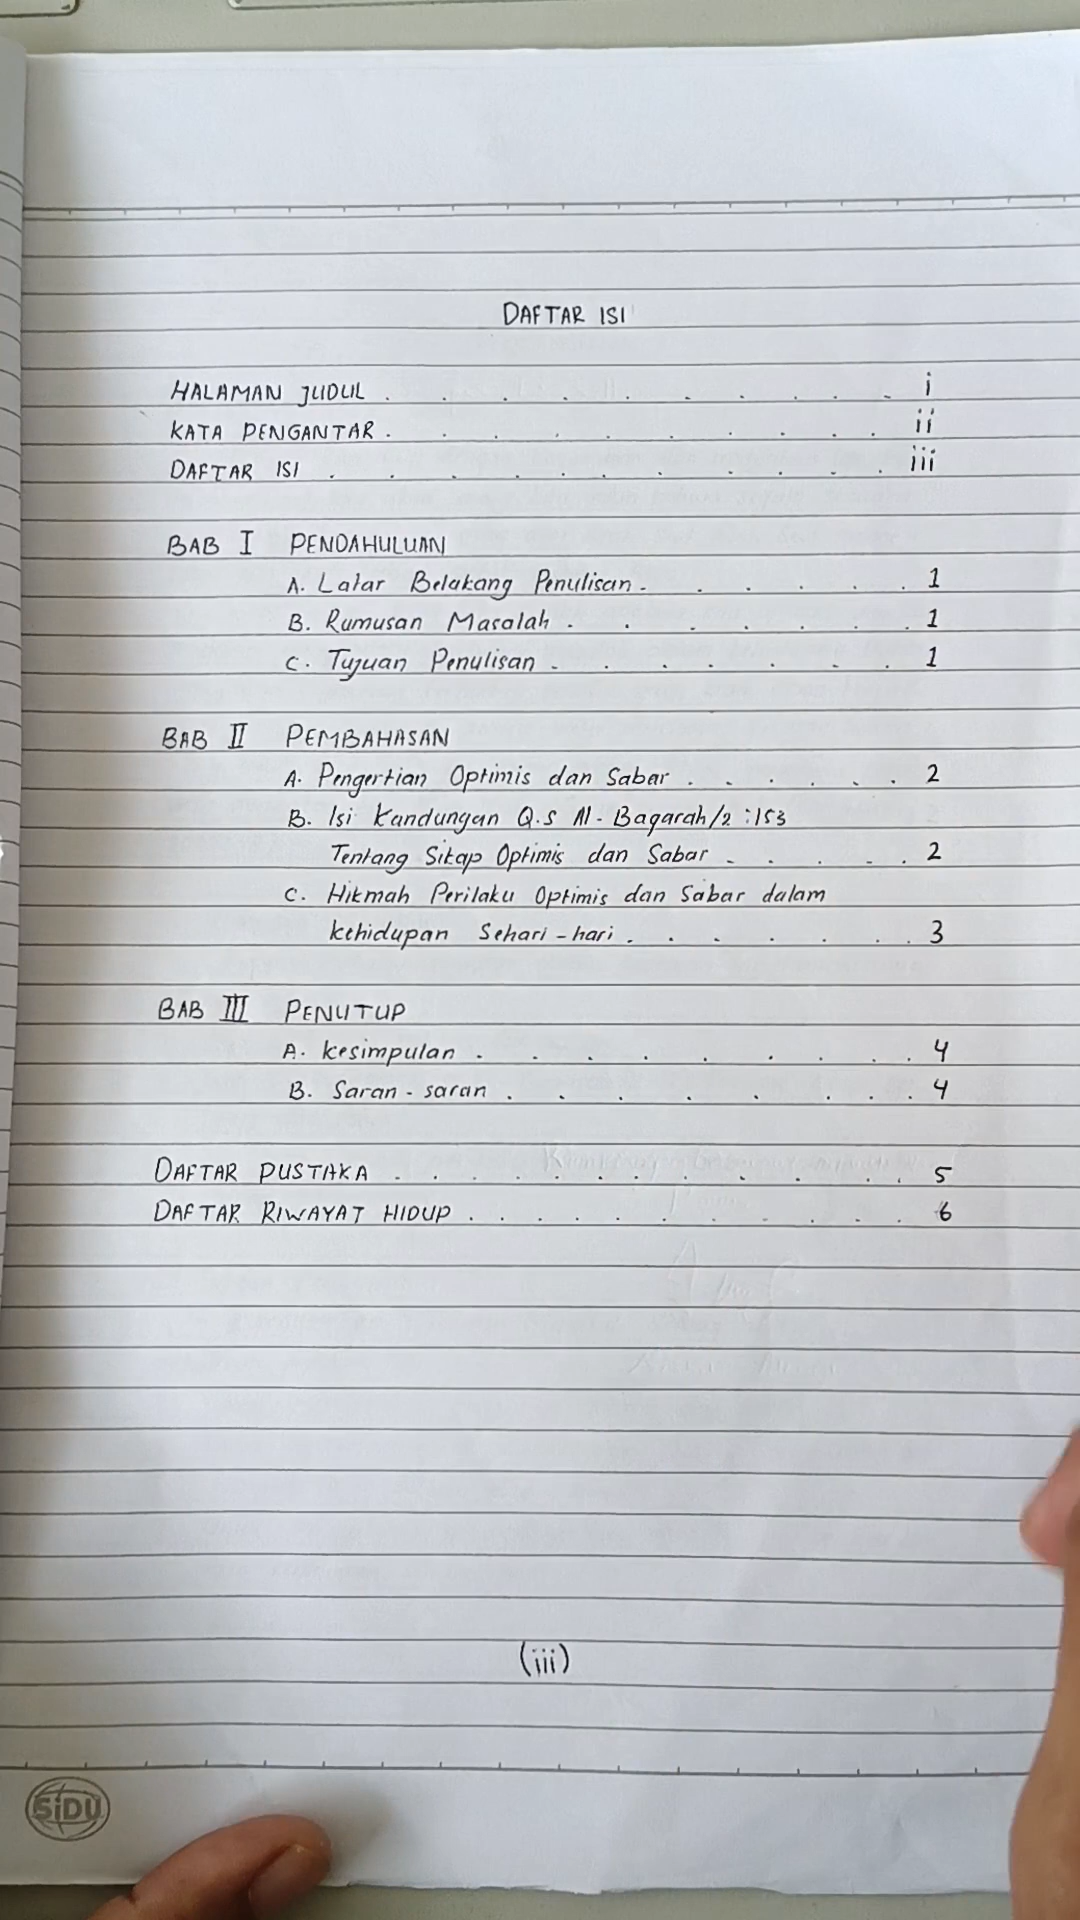 DAFTAR ISI
HALAMAN JUDUL . . . . . . . . . . i
KATA PENGANTAR . . . . . . . . . ii
DAFTAR ISI . . . . . . . . . . iii
BAB I PENDAHULUAN
A. Latar Belakang Penulisan . . . . . . 1
B. Rumusan Masalah . . . . . . 1
C. Tujuan Penulisan . . . . . . . 1
BAB II PEMBAHASAN
A. Pengertian Optimis dan Sabar . . . . . . 2
B. Isi Kandungan Q.s Al-Baqarah/2 : 153
Tentang Sikap Optimis dan Sabar . . . . . 2
C. Hikmah Perilaku Optimis dan Sabar dalam
kehidupan Sehari-hari . . . . . . . 3
BAB III PENUTUP
A. kesimpulan . . . . . . . . . 4
B. Saran-saran . . . . . . . . 4
DAFTAR PUSTAKA . . . . . . . . . . . 5
DAFTAR RIWAYAT HIDUP . . . . . . . . . 6
(iii)
SiDU